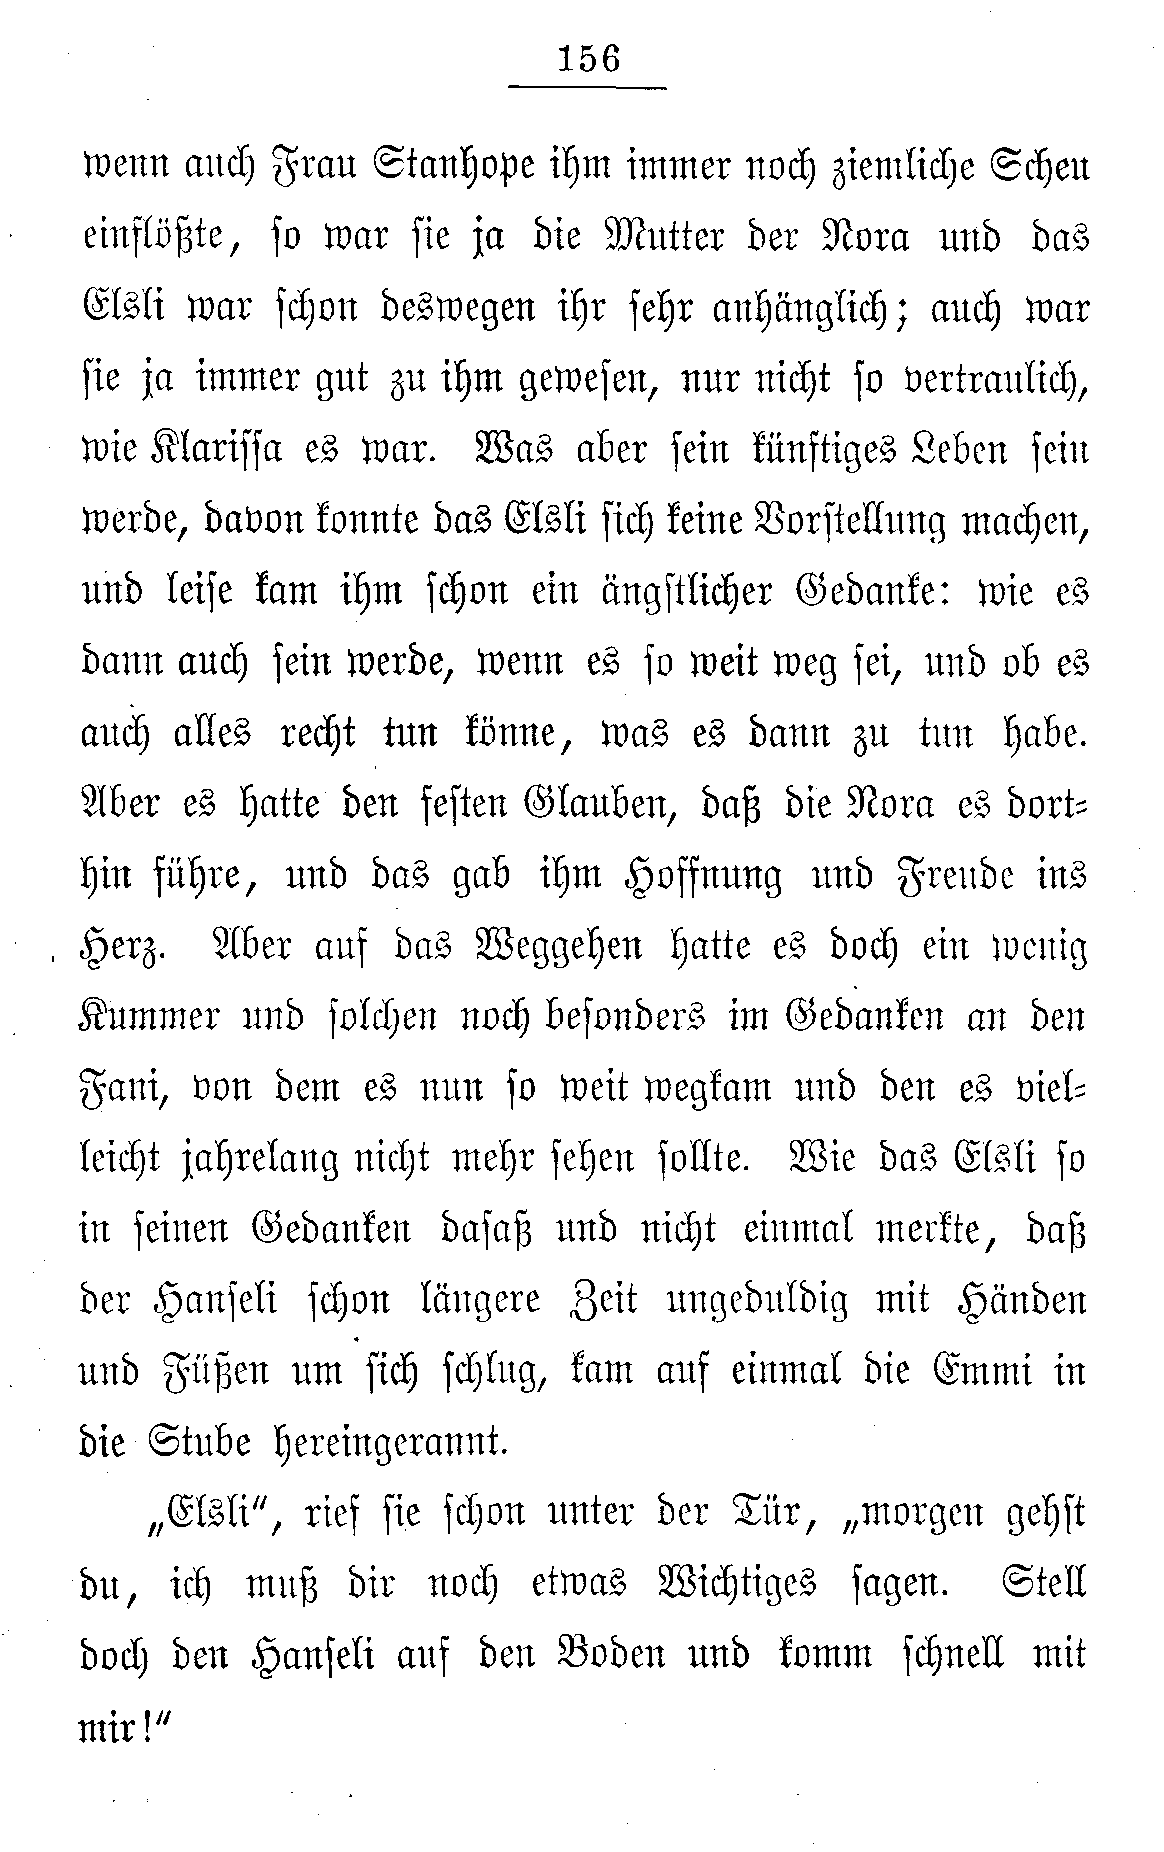 156
wenn auch Frau Stanhope ihm immer noch ziemliche Scheu
einflößte, so war sie ja die Mutter der Nora und das
Elsli war schon deswegen ihr sehr anhänglich; auch war
sie ja immer gut zu ihm gewesen, nur nicht so vertraulich,
wie Klarissa es war. Was aber sein künftiges Leben sein
werde, davon konnte das Elsli sich keine Vorstellung machen,
und leise kam ihm schon ein ängstlicher Gedanke: wie es
dann auch sein werde, wenn es so weit weg sei, und ob es
auch alles recht tun könne, was es dann zu tun habe.
Aber es hatte den festen Glauben, daß die Nora es dort-
hin führe, und das gab ihm Hoffnung und Freude ins
Herz. Aber auf das Weggehen hatte es doch ein wenig
Kummer und solchen noch besonders im Gedanken an den
Fani, von dem es nun so weit wegkam und den es viel-
leicht jahrelang nicht mehr sehen sollte. Wie das Elsli so
in seinen Gedanken dasaß und nicht einmal merkte, daß
der Hanseli schon längere Zeit ungeduldig mit Händen
und Füßen um sich schlug, kam auf einmal die Emmi in
die Stube hereingerannt.
„Elsli“, rief sie schon unter der Tür, „morgen gehst
du, ich muß dir noch etwas Wichtiges sagen. Stell
doch den Hanseli auf den Boden und komm schnell mit
mir!“